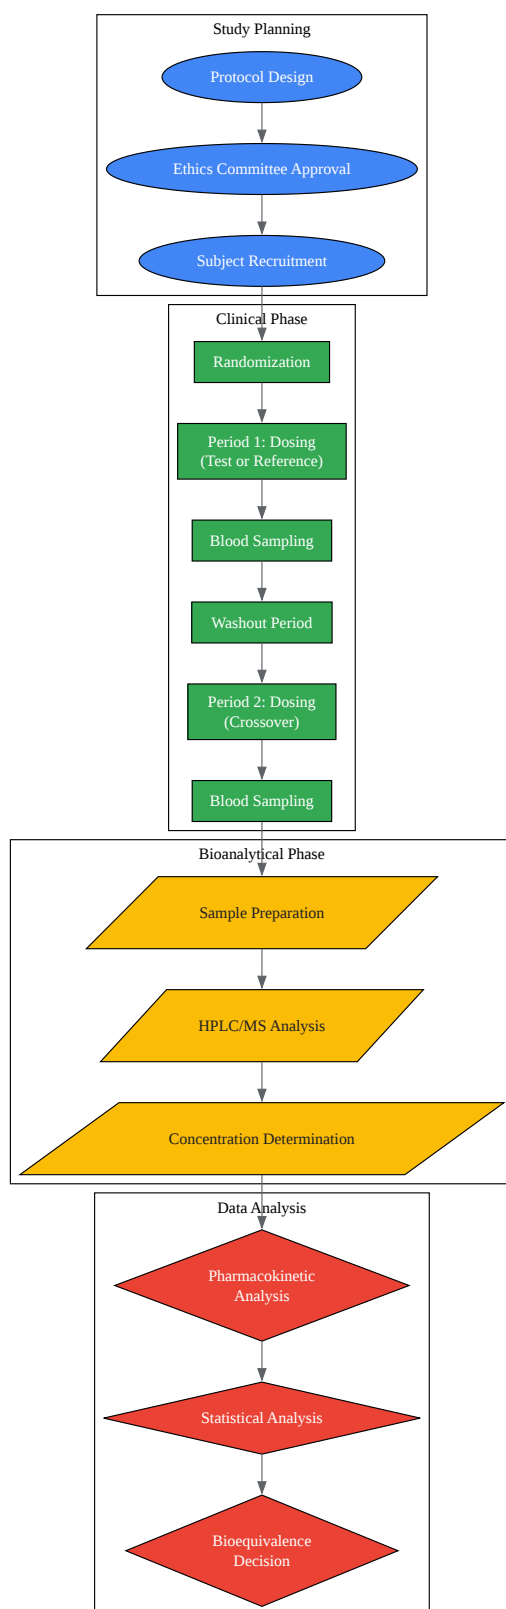 Study Planning
Protocol Design
Ethics Committee Approval
Subject Recruitment
Clinical Phase
Randomization
Period 1: Dosing
(Test or Reference)
Blood Sampling
Washout Period
Period 2: Dosing
(Crossover)
Blood Sampling
Bioanalytical Phase
Sample Preparation
HPLC/MS Analysis
Concentration Determination
Data Analysis
Pharmacokinetic
Analysis
Statistical Analysis
Bioequivalence
Decision